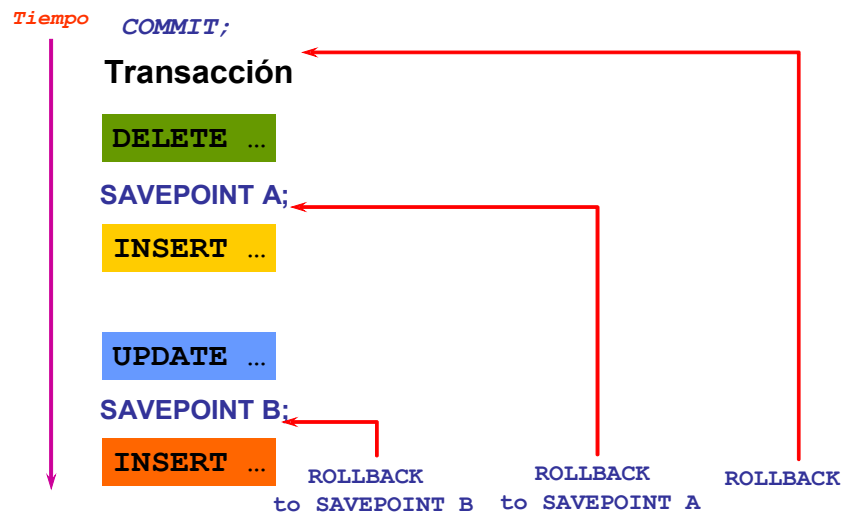 Tiempo
COMMIT;
Transacción
DELETE …
SAVEPOINT A;
INSERT …
UPDATE …
SAVEPOINT B;
INSERT …
ROLLBACK
to SAVEPOINT B
ROLLBACK
to SAVEPOINT A
ROLLBACK